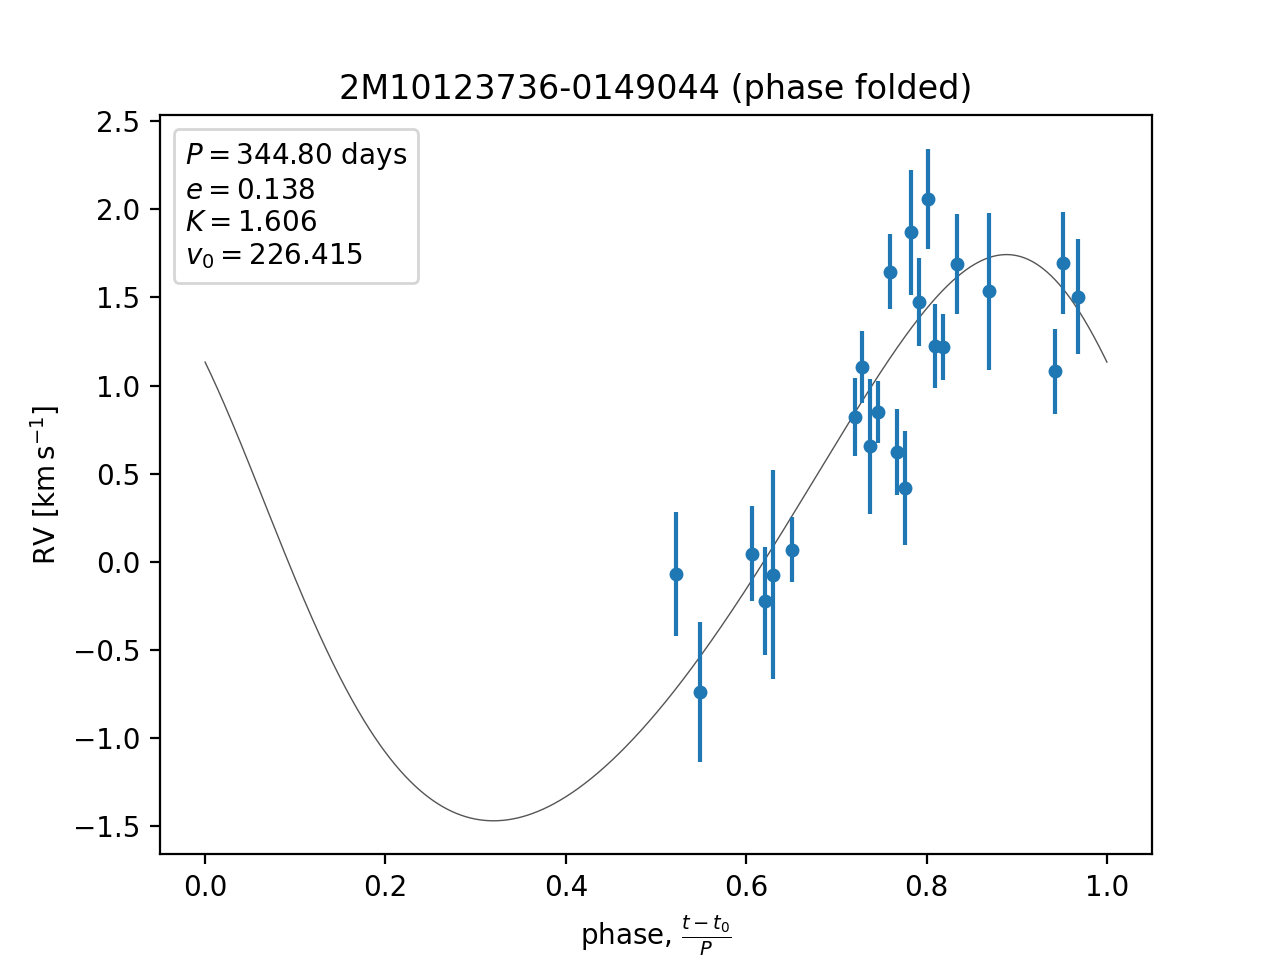 2M10123736-0149044 (phase folded)
P = 344.80 days
e = 0.138
K = 1.606
v₀ = 226.415
2.5
2.0
1.5
1.0
0.5
0.0
−0.5
−1.0
−1.5
RV [km s⁻¹]
0.0 0.2 0.4 0.6 0.8 1.0
phase, (t − t₀)/P